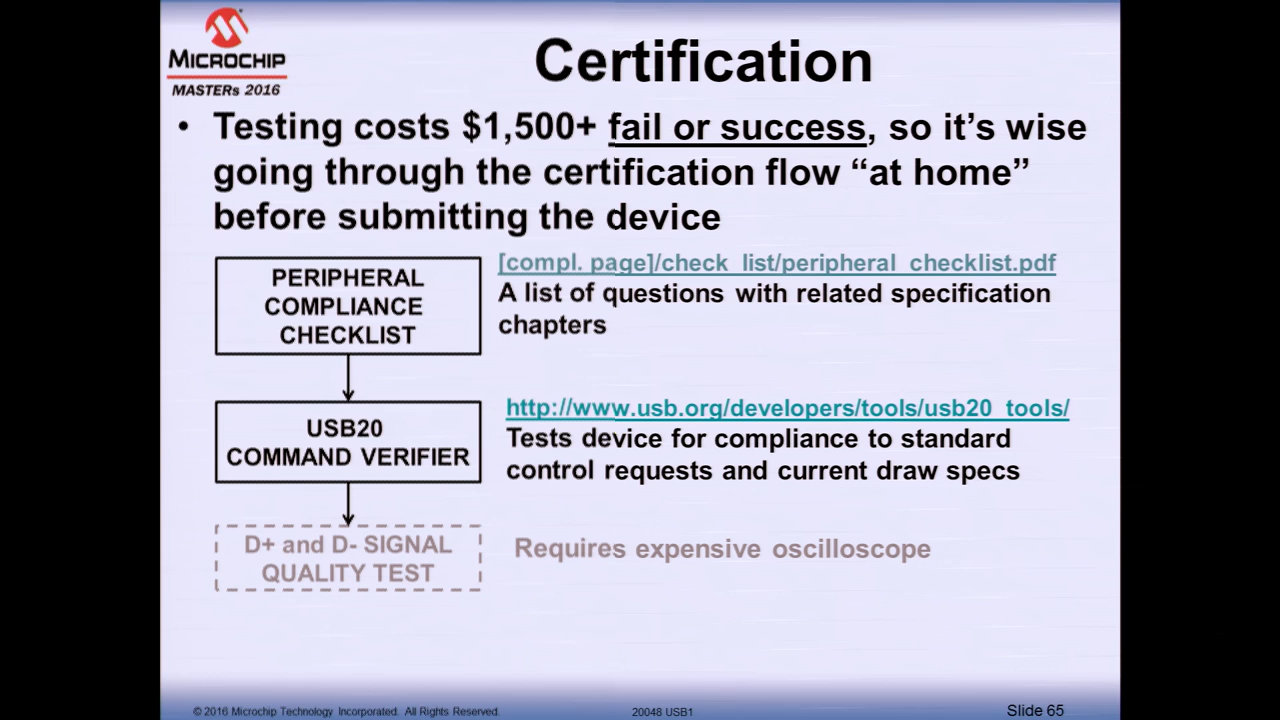 MICROCHIP
MASTERs 2016
Certification
• Testing costs $1,500+ fail or success, so it’s wise
going through the certification flow “at home”
before submitting the device
PERIPHERAL
COMPLIANCE
CHECKLIST
[compl. page]/check_list/peripheral_checklist.pdf
A list of questions with related specification
chapters
USB20
COMMAND VERIFIER
http://www.usb.org/developers/tools/usb20_tools/
Tests device for compliance to standard
control requests and current draw specs
D+ and D- SIGNAL
QUALITY TEST
Requires expensive oscilloscope
© 2016 Microchip Technology Incorporated. All Rights Reserved.
20048 USB1
Slide 65